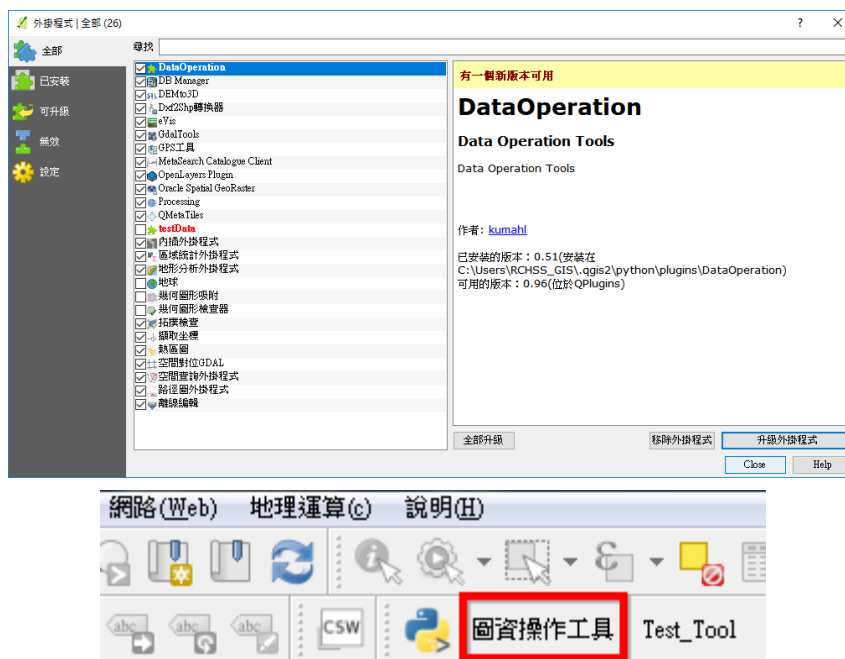 外掛程式 | 全部 (26)
全部
已安裝
可升級
無效
設定
尋找
DataOperation
DB Manager
DEMto3D
Dxf2Shp轉換器
eVis
GdalTools
GPS工具
MetaSearch Catalogue Client
OpenLayers Plugin
Oracle Spatial GeoRaster
Processing
QMetaTiles
testData
內插外掛程式
區域統計外掛程式
地形分析外掛程式
地球
幾何圖形吸附
幾何圖形檢查器
拓撲檢查
擷取坐標
熱區圖
空間對位GDAL
空間查詢外掛程式
路徑圖外掛程式
離線編輯
有一個新版本可用
DataOperation
Data Operation Tools
Data Operation Tools
作者: kumahl
已安裝的版本：0.51(安裝在
C:\Users\RCHSS_GIS\.qgis2\python\plugins\DataOperation)
可用的版本：0.96(位於QPlugins)
全部升級
移除外掛程式
升級外掛程式
Close
Help
網路(Web) 地理運算(c) 說明(H)
abc abc abc CSW 圖資操作工具 Test_Tool